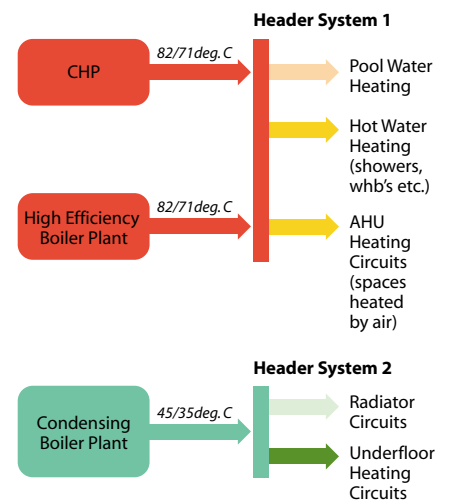 Header System 1
82/71deg. C
CHP
Pool Water
Heating
Hot Water
Heating
(showers,
whb's etc.)
82/71deg. C
High Efficiency
Boiler Plant
AHU
Heating
Circuits
(spaces
heated
by air)
Header System 2
45/35deg. C
Condensing
Boiler Plant
Radiator
Circuits
Underfloor
Heating
Circuits